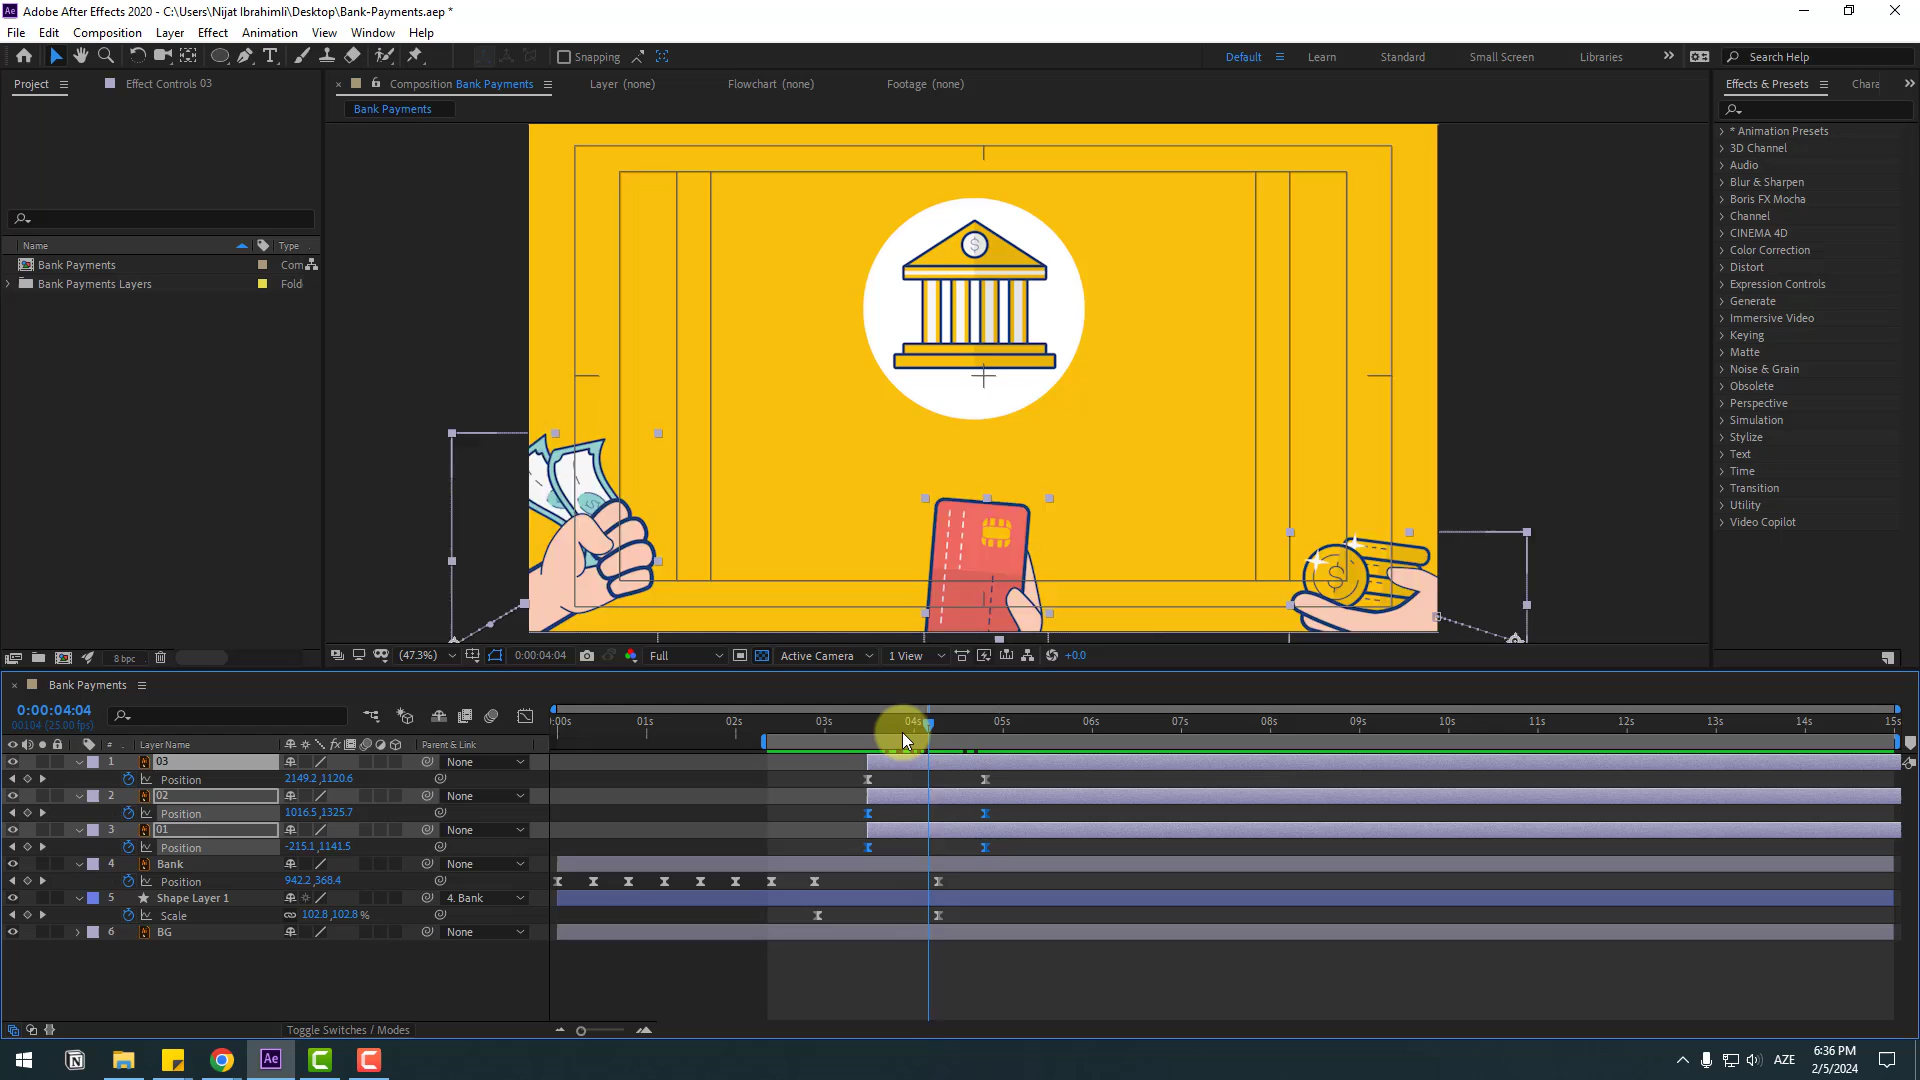 Ae Adobe After Effects 2020 - C:\Users\Nijat Ibrahimli\Desktop\Bank-Payments.aep *
File Edit Composition Layer Effect Animation View Window Help
Snapping Default Learn Standard Small Screen Libraries Search Help
Project Effect Controls 03
Composition Bank Payments Layer (none) Flowchart (none) Footage (none)
Effects & Presets Chara
Bank Payments
Name Type
Bank Payments Com
Bank Payments Layers Fold
* Animation Presets
3D Channel
Audio
Blur & Sharpen
Boris FX Mocha
Channel
CINEMA 4D
Color Correction
Distort
Expression Controls
Generate
Immersive Video
Keying
Matte
Noise & Grain
Obsolete
Perspective
Simulation
Stylize
Text
Time
Transition
Utility
Video Copilot
$
$
$
8 bpc
(47.3%) 0:00:04:04 Full Active Camera 1 View +0.0
Bank Payments
0:00:04:04
00104 (25.00 fps)
:00s 01s 02s 03s 04s 05s 06s 07s 08s 09s 10s 11s 12s 13s 14s 15s
# Layer Name fx Parent & Link
1 03 None
Position 2149.2,1120.6
2 02 None
Position 1016.5,1325.7
3 01 None
Position -215.1,1141.5
4 Bank None
Position 942.2,368.4
5 Shape Layer 1 4. Bank
Scale 102.8,102.8 %
6 BG None
Toggle Switches / Modes
Ae AZE 6:36 PM
2/5/2024